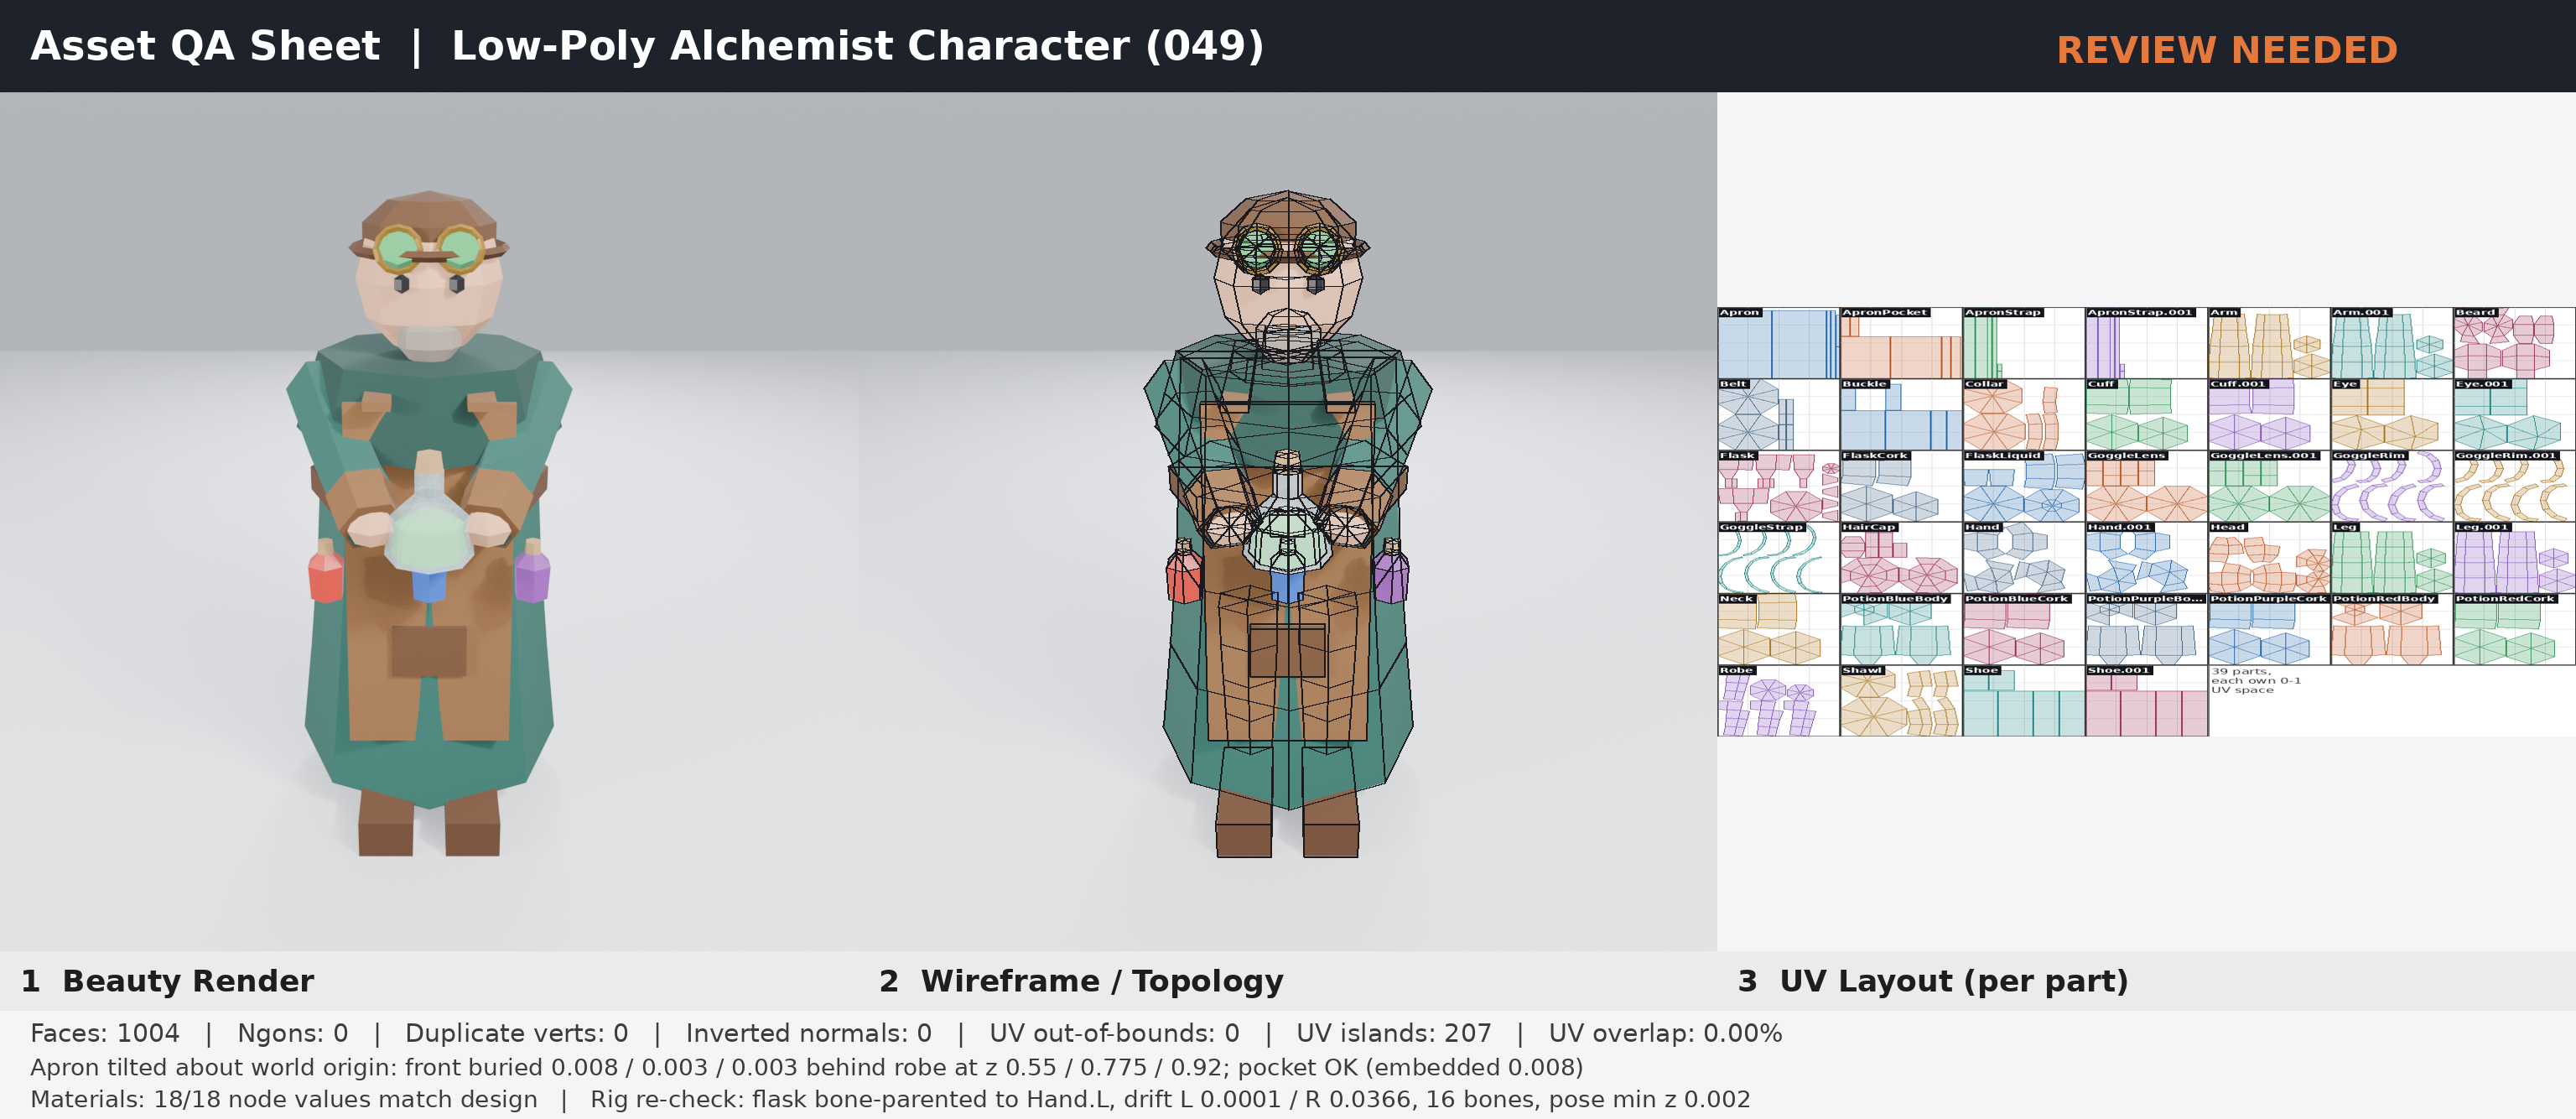 Asset QA Sheet | Low-Poly Alchemist Character (049)
REVIEW NEEDED
Apron ApronPocket ApronStrap ApronStrap.001 Arm Arm.001 Beard
Belt Buckle Collar Cuff Cuff.001 Eye Eye.001
Flask FlaskCork FlaskLiquid GoggleLens GoggleLens.001 GoggleRim GoggleRim.001
GoggleStrap HairCap Hand Hand.001 Head Leg Leg.001
Neck PotionBlueBody PotionBlueCork PotionPurpleBo... PotionPurpleCork PotionRedBody PotionRedCork
Robe Shawl Shoe Shoe.001
39 parts,
each own 0-1
UV space
1 Beauty Render
2 Wireframe / Topology
3 UV Layout (per part)
Faces: 1004 | Ngons: 0 | Duplicate verts: 0 | Inverted normals: 0 | UV out-of-bounds: 0 | UV islands: 207 | UV overlap: 0.00%
Apron tilted about world origin: front buried 0.008 / 0.003 / 0.003 behind robe at z 0.55 / 0.775 / 0.92; pocket OK (embedded 0.008)
Materials: 18/18 node values match design | Rig re-check: flask bone-parented to Hand.L, drift L 0.0001 / R 0.0366, 16 bones, pose min z 0.002